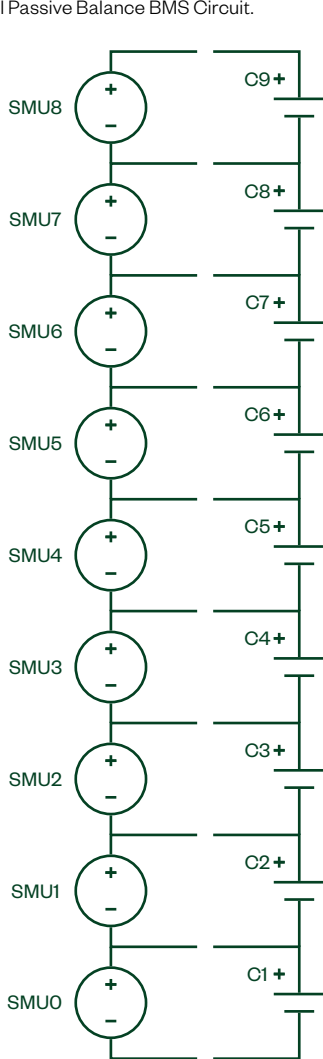 l Passive Balance BMS Circuit.
C9+
SMU8
+
−
C8+
SMU7
+
−
C7+
SMU6
+
−
C6+
SMU5
+
−
C5+
SMU4
+
−
C4+
SMU3
+
−
C3+
SMU2
+
−
C2+
SMU1
+
−
C1 +
SMU0
+
−